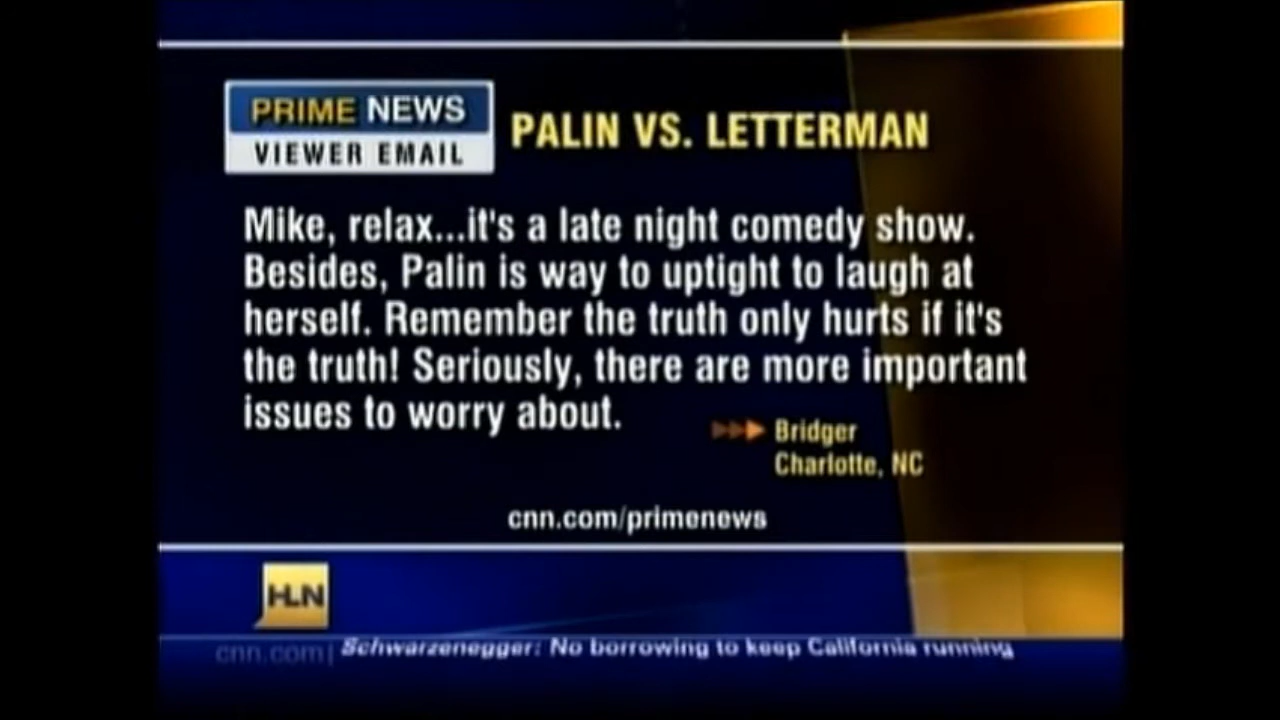 PRIME NEWS
VIEWER EMAIL
PALIN VS. LETTERMAN
Mike, relax...it's a late night comedy show.
Besides, Palin is way to uptight to laugh at
herself. Remember the truth only hurts if it's
the truth! Seriously, there are more important
issues to worry about.
Bridger
Charlotte, NC
cnn.com/primenews
HLN
cnn.com| Schwarzenegger: No borrowing to keep California running